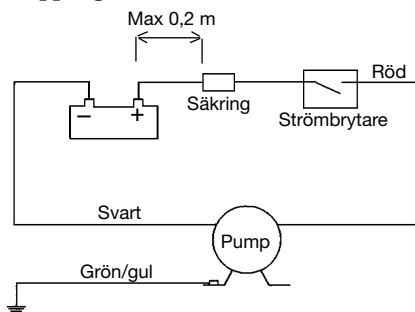 Max 0,2 m
Röd
− +
Säkring
Strömbrytare
Svart
Pump
Grön/gul